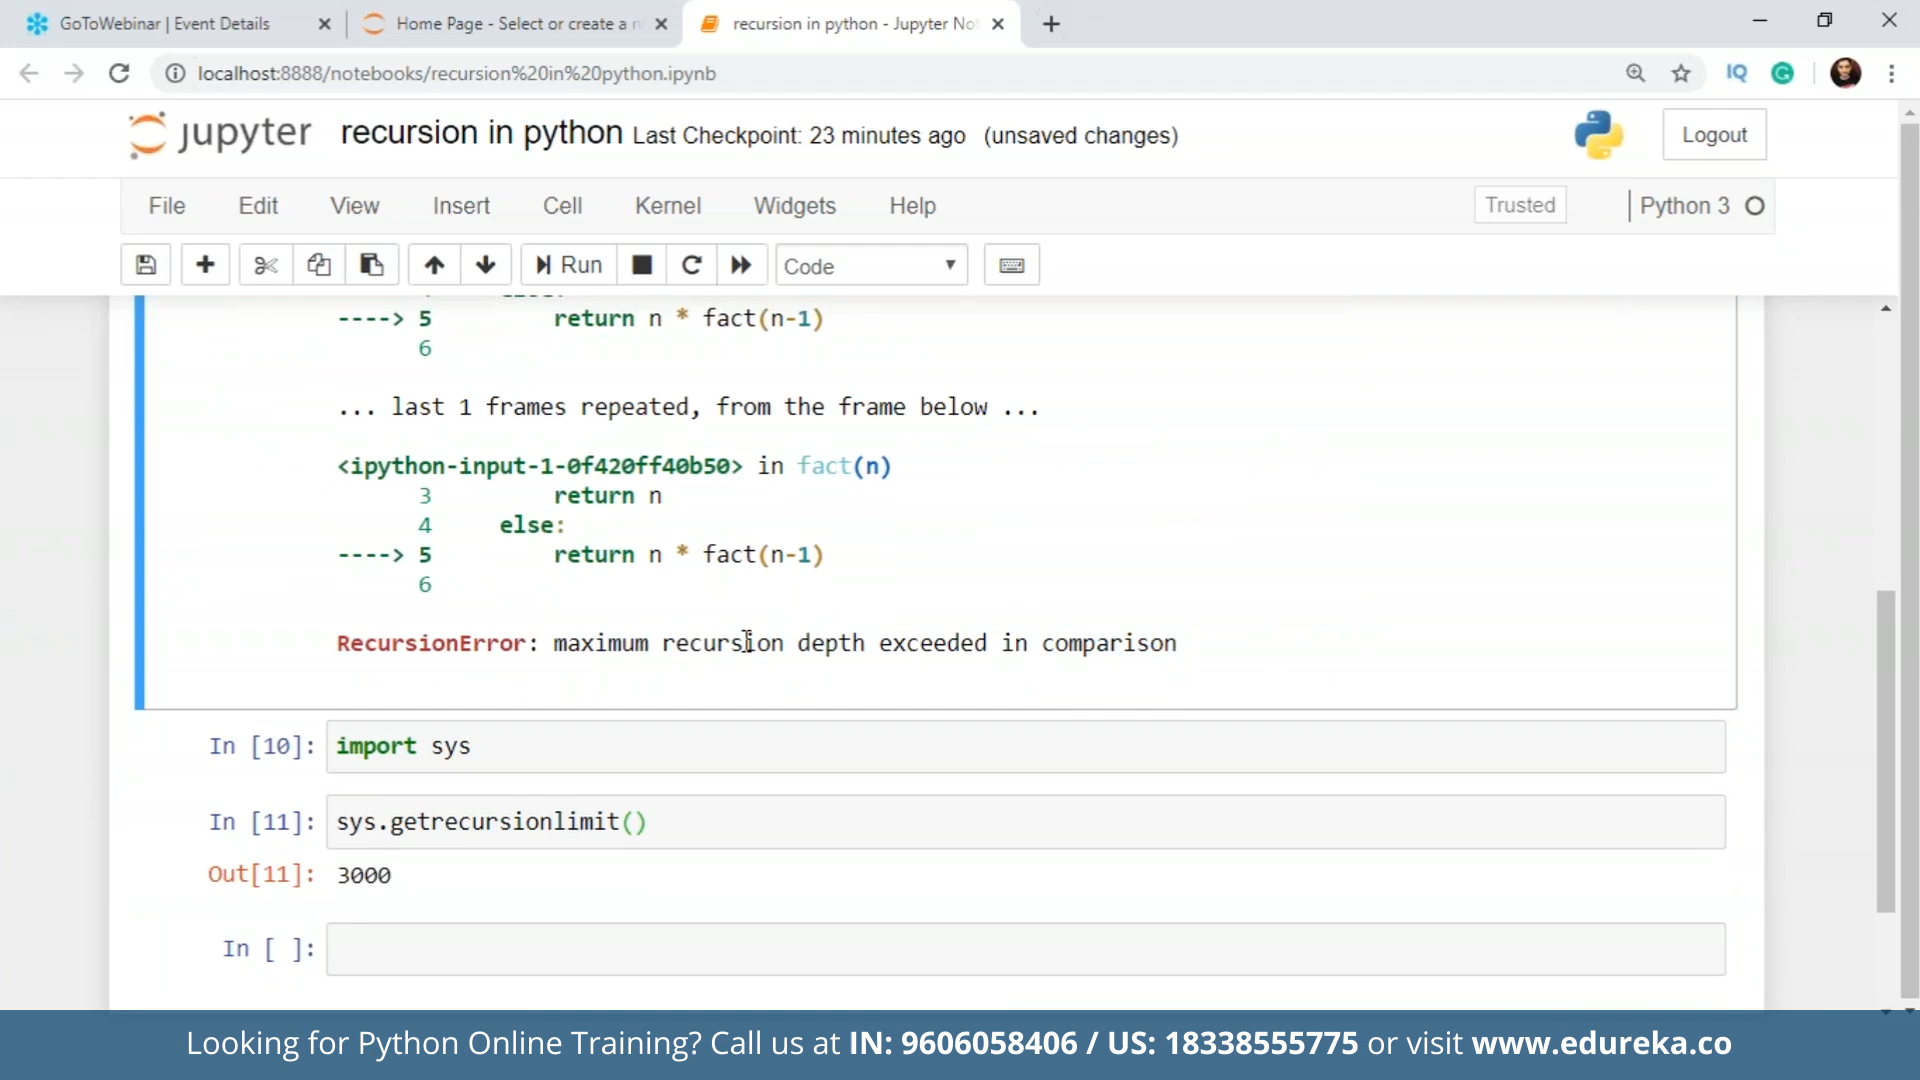 GoToWebinar | Event Details
Home Page - Select or create a n
recursion in python - Jupyter No
localhost:8888/notebooks/recursion%20in%20python.ipynb
IQ
jupyter recursion in python Last Checkpoint: 23 minutes ago (unsaved changes)
Logout
File Edit View Insert Cell Kernel Widgets Help
Trusted
Python 3
Run
Code
----> 5 return n * fact(n-1)
6
... last 1 frames repeated, from the frame below ...
<ipython-input-1-0f420ff40b50> in fact(n)
3 return n
4 else:
----> 5 return n * fact(n-1)
6
RecursionError: maximum recursion depth exceeded in comparison
In [10]: import sys
In [11]: sys.getrecursionlimit()
Out[11]: 3000
In [ ]:
Looking for Python Online Training? Call us at IN: 9606058406 / US: 18338555775 or visit www.edureka.co